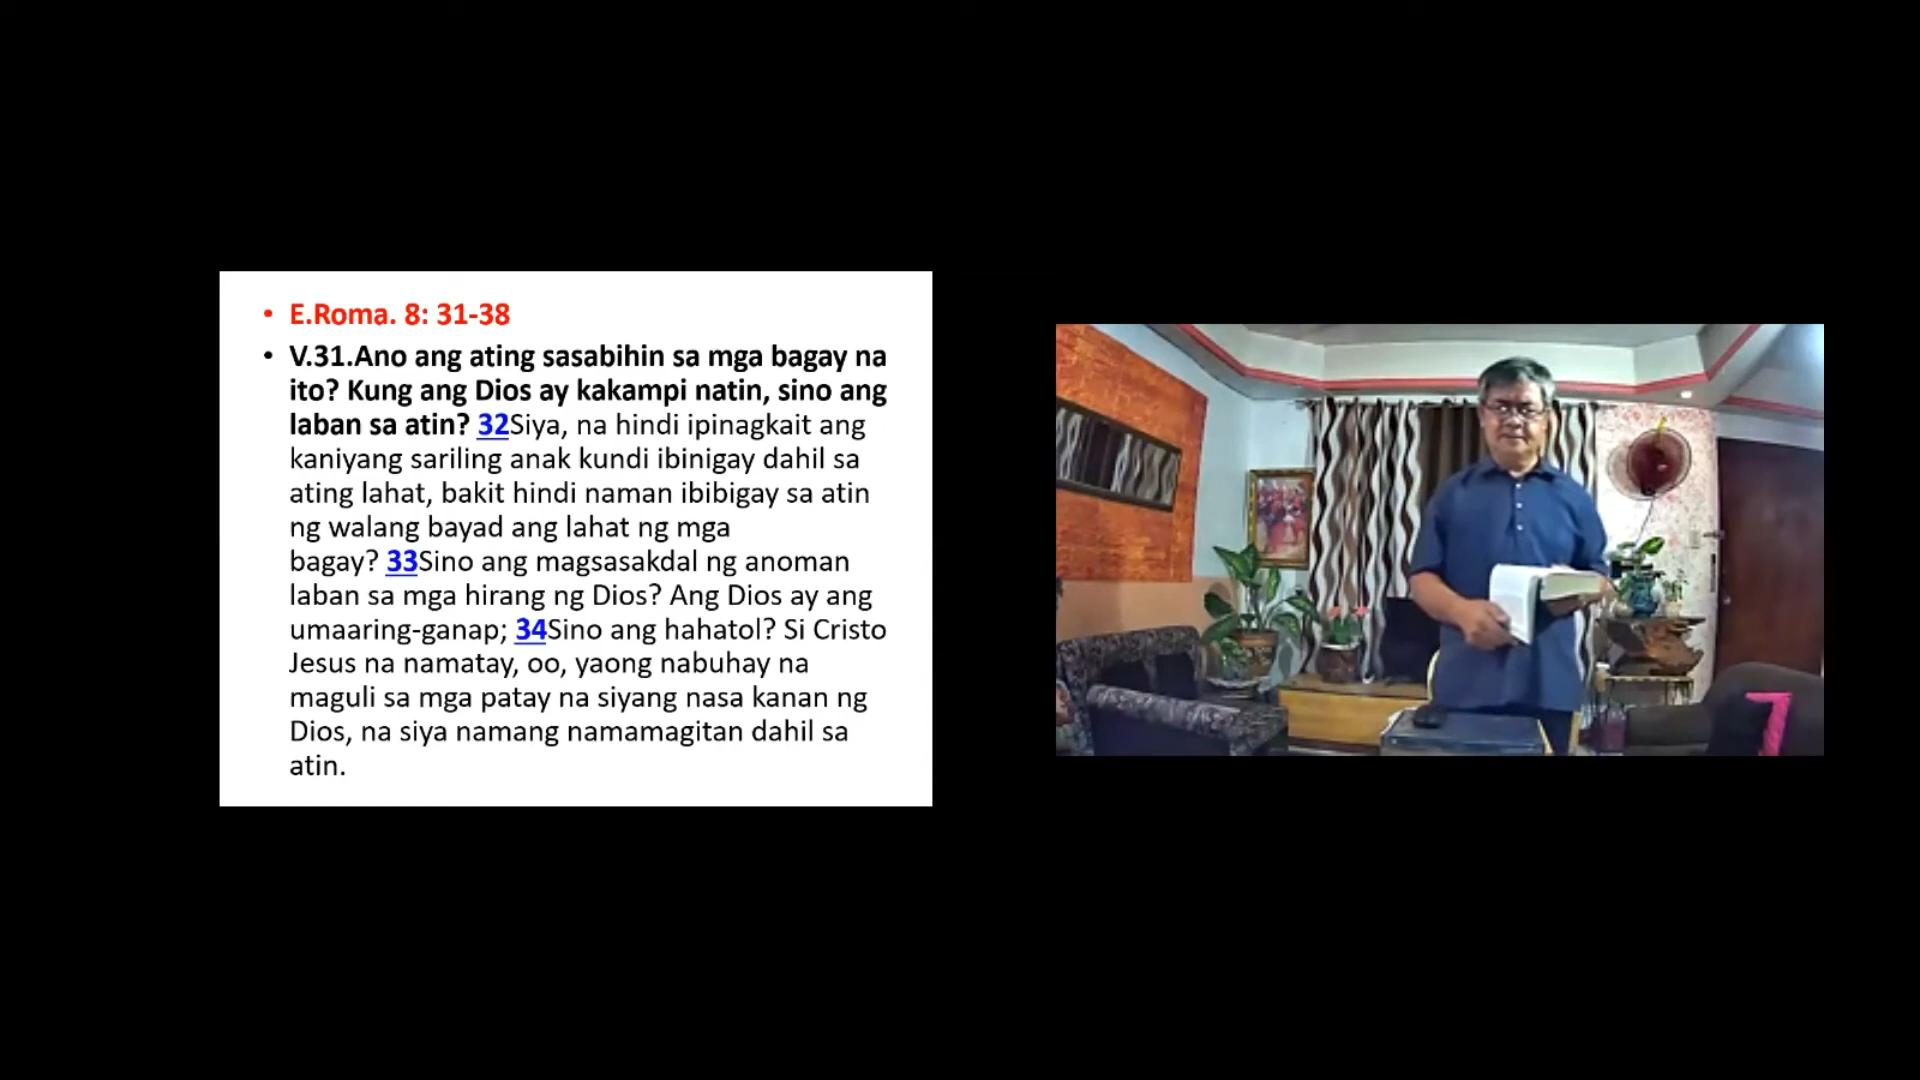 • E.Roma. 8: 31-38
• V.31.Ano ang ating sasabihin sa mga bagay na
ito? Kung ang Dios ay kakampi natin, sino ang
laban sa atin? 32Siya, na hindi ipinagkait ang
kaniyang sariling anak kundi ibinigay dahil sa
ating lahat, bakit hindi naman ibibigay sa atin
ng walang bayad ang lahat ng mga
bagay? 33Sino ang magsasakdal ng anoman
laban sa mga hirang ng Dios? Ang Dios ay ang
umaaring-ganap; 34Sino ang hahatol? Si Cristo
Jesus na namatay, oo, yaong nabuhay na
maguli sa mga patay na siyang nasa kanan ng
Dios, na siya namang namamagitan dahil sa
atin.